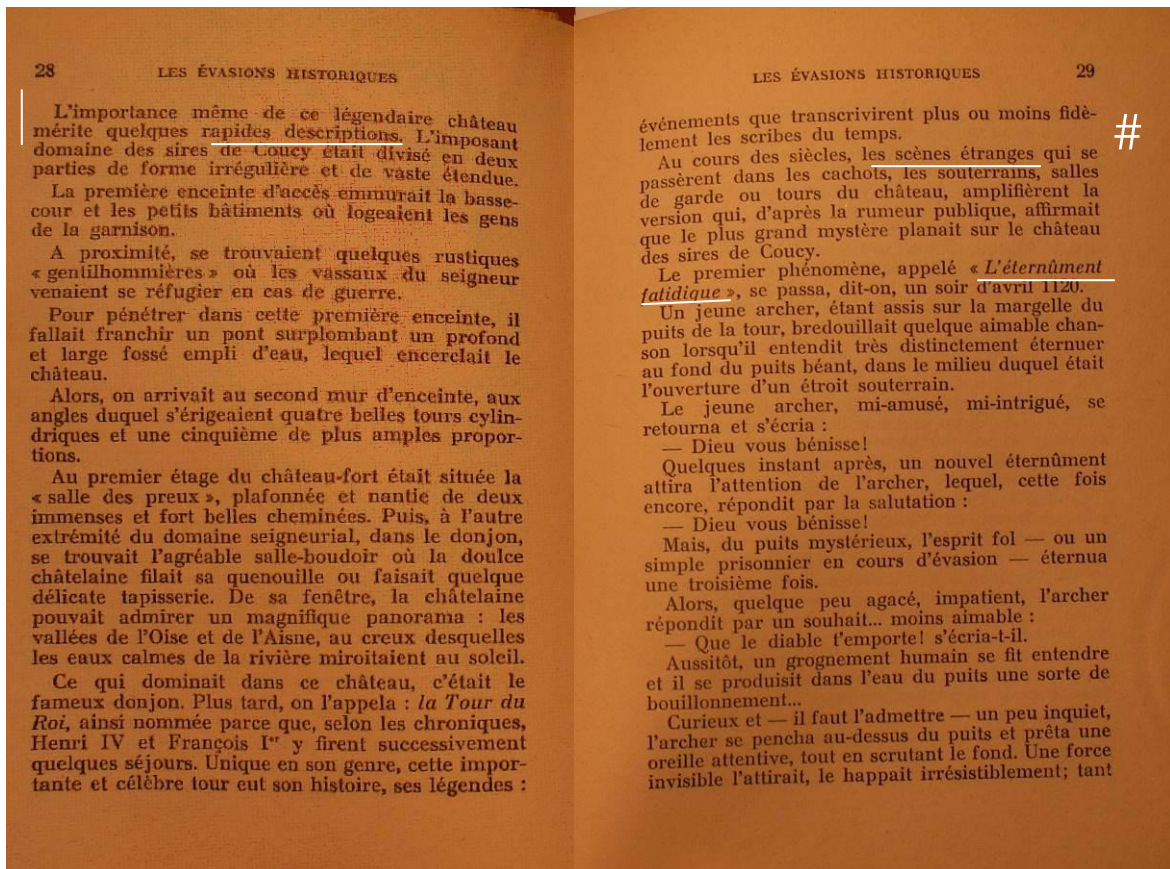 28
LES ÉVASIONS HISTORIQUES
L'importance même de ce légendaire château
mérite quelques rapides descriptions. L'imposant
domaine des sires de Coucy était divisé en deux
parties de forme irrégulière et de vaste étendue.
La première enceinte d'accès emmurait la basse-
cour et les petits bâtiments où logeaient les gens
de la garnison.
A proximité, se trouvaient quelques rustiques
« gentilhommières » où les vassaux du seigneur
venaient se réfugier en cas de guerre.
Pour pénétrer dans cette première enceinte, il
fallait franchir un pont surplombant un profond
et large fossé empli d'eau, lequel encerclait le
château.
Alors, on arrivait au second mur d'enceinte, aux
angles duquel s'érigeaient quatre belles tours cylin-
driques et une cinquième de plus amples propor-
tions.
Au premier étage du château-fort était située la
« salle des preux », plafonnée et nantie de deux
immenses et fort belles cheminées. Puis, à l'autre
extrémité du domaine seigneurial, dans le donjon,
se trouvait l'agréable salle-boudoir où la doulce
châtelaine filait sa quenouille ou faisait quelque
délicate tapisserie. De sa fenêtre, la châtelaine
pouvait admirer un magnifique panorama : les
vallées de l'Oise et de l'Aisne, au creux desquelles
les eaux calmes de la rivière miroitaient au soleil.
Ce qui dominait dans ce château, c'était le
fameux donjon. Plus tard, on l'appela : la Tour du
Roi, ainsi nommée parce que, selon les chroniques,
Henri IV et François Ier y firent successivement
quelques séjours. Unique en son genre, cette impor-
tante et célèbre tour eut son histoire, ses légendes :
LES ÉVASIONS HISTORIQUES
29
événements que transcrivirent plus ou moins fidè-
lement les scribes du temps.
#
Au cours des siècles, les scènes étranges qui se
passèrent dans les cachots, les souterrains, salles
de garde ou tours du château, amplifièrent la
version qui, d'après la rumeur publique, affirmait
que le plus grand mystère planait sur le château
des sires de Coucy.
Le premier phénomène, appelé « L'éternûment
fatidique », se passa, dit-on, un soir d'avril 1120.
Un jeune archer, étant assis sur la margelle du
puits de la tour, bredouillait quelque aimable chan-
son lorsqu'il entendit très distinctement éternuer
au fond du puits béant, dans le milieu duquel était
l'ouverture d'un étroit souterrain.
Le jeune archer, mi-amusé, mi-intrigué, se
retourna et s'écria :
— Dieu vous bénisse!
Quelques instant après, un nouvel éternûment
attira l'attention de l'archer, lequel, cette fois
encore, répondit par la salutation :
— Dieu vous bénisse!
Mais, du puits mystérieux, l'esprit fol — ou un
simple prisonnier en cours d'évasion — éternua
une troisième fois.
Alors, quelque peu agacé, impatient, l'archer
répondit par un souhait... moins aimable :
— Que le diable t'emporte! s'écria-t-il.
Aussitôt, un grognement humain se fit entendre
et il se produisit dans l'eau du puits une sorte de
bouillonnement...
Curieux et — il faut l'admettre — un peu inquiet,
l'archer se pencha au-dessus du puits et prêta une
oreille attentive, tout en scrutant le fond. Une force
invisible l'attirait, le happait irrésistiblement; tant